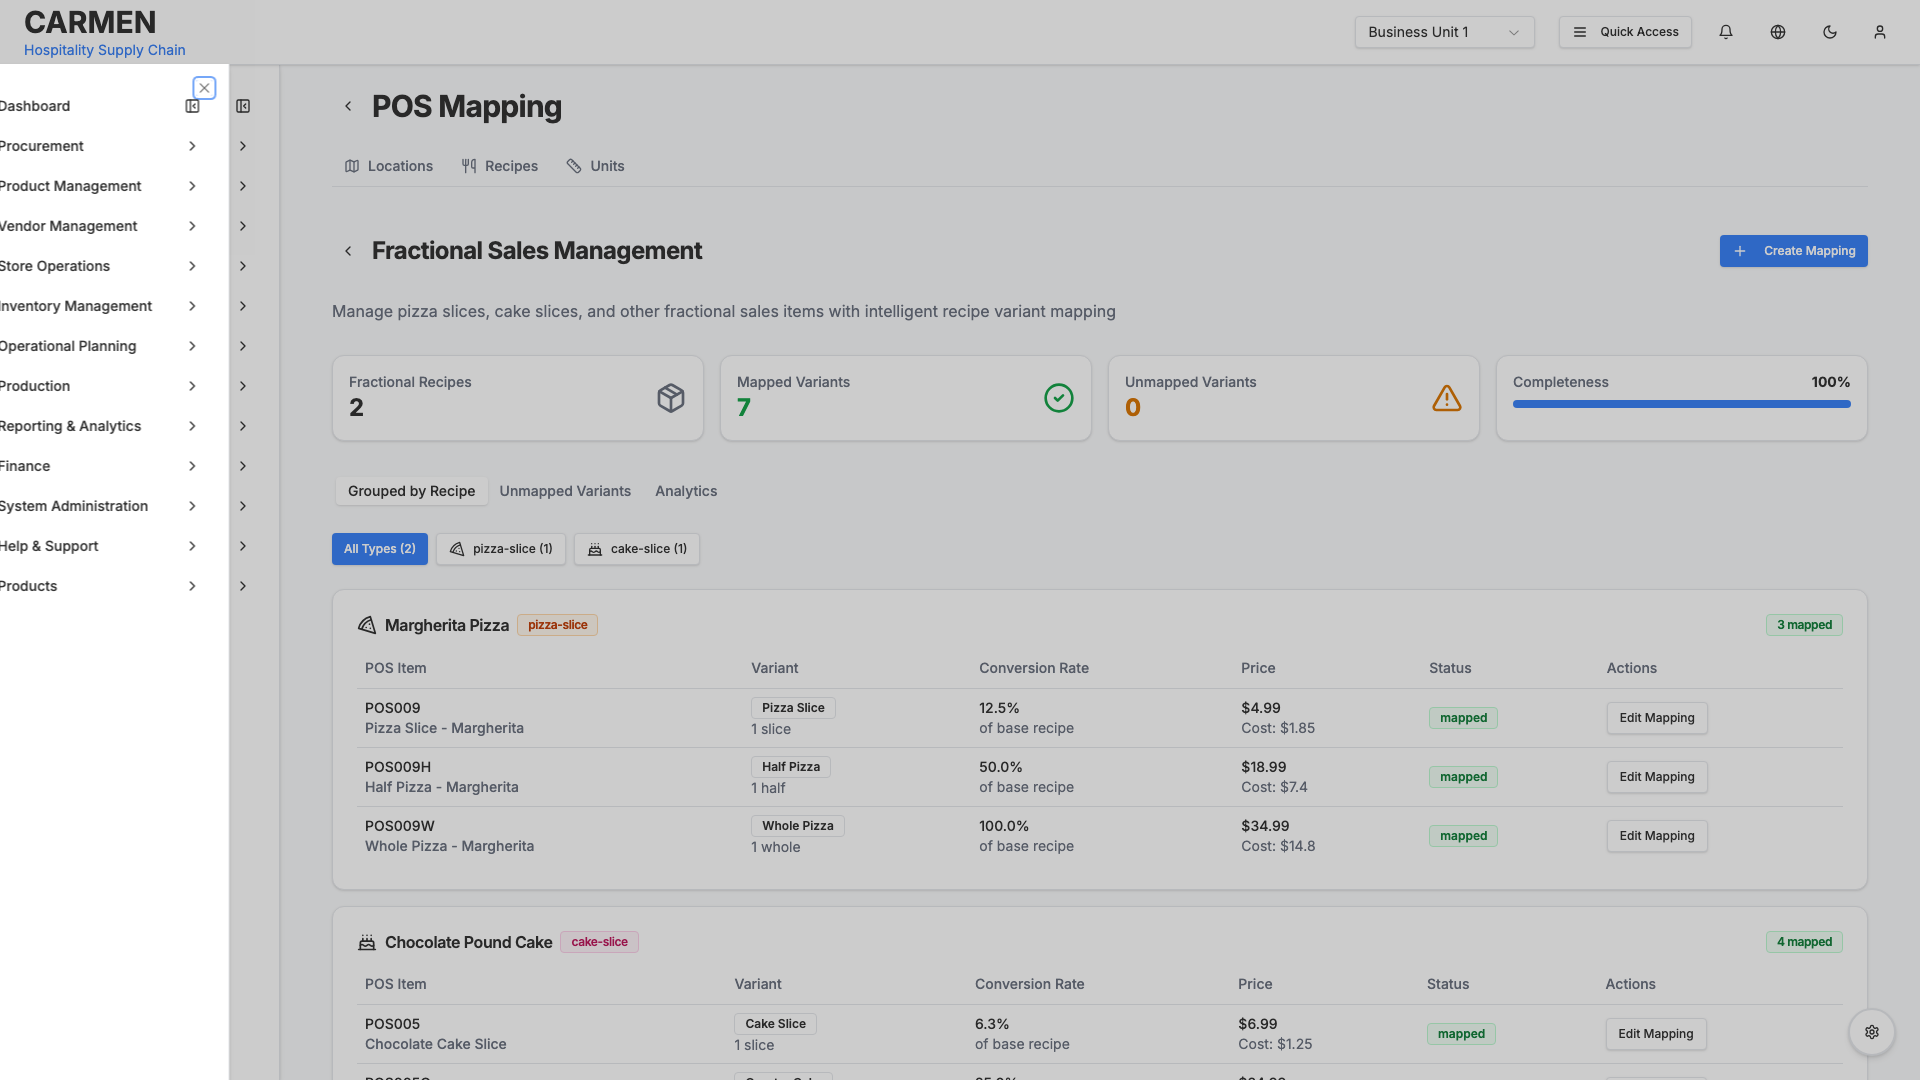 CARMEN
Hospitality Supply Chain
Business Unit 1
Quick Access
Dashboard
Procurement
Product Management
Vendor Management
Store Operations
Inventory Management
Operational Planning
Production
Reporting & Analytics
Finance
System Administration
Help & Support
Products
POS Mapping
Locations
Recipes
Units
Fractional Sales Management
Create Mapping
Manage pizza slices, cake slices, and other fractional sales items with intelligent recipe variant mapping
Fractional Recipes
2
Mapped Variants
7
Unmapped Variants
0
Completeness
100%
Grouped by Recipe
Unmapped Variants
Analytics
All Types (2)
pizza-slice (1)
cake-slice (1)
Margherita Pizza
pizza-slice
3 mapped
POS Item
Variant
Conversion Rate
Price
Status
Actions
POS009
Pizza Slice - Margherita
Pizza Slice
1 slice
12.5%
of base recipe
$4.99
Cost: $1.85
mapped
Edit Mapping
POS009H
Half Pizza - Margherita
Half Pizza
1 half
50.0%
of base recipe
$18.99
Cost: $7.4
mapped
Edit Mapping
POS009W
Whole Pizza - Margherita
Whole Pizza
1 whole
100.0%
of base recipe
$34.99
Cost: $14.8
mapped
Edit Mapping
Chocolate Pound Cake
cake-slice
4 mapped
POS Item
Variant
Conversion Rate
Price
Status
Actions
POS005
Chocolate Cake Slice
Cake Slice
1 slice
6.3%
of base recipe
$6.99
Cost: $1.25
mapped
Edit Mapping